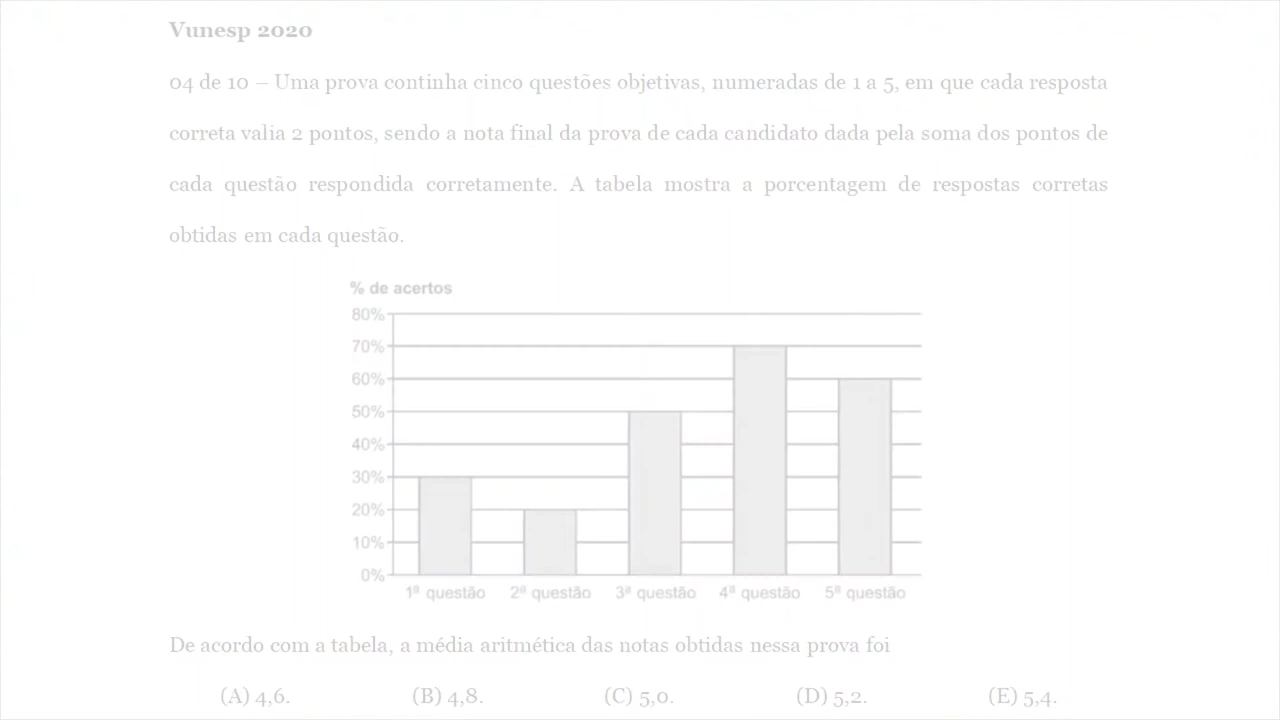 Vunesp 2020
04 de 10 – Uma prova continha cinco questões objetivas, numeradas de 1 a 5, em que cada resposta
correta valia 2 pontos, sendo a nota final da prova de cada candidato dada pela soma dos pontos de
cada questão respondida corretamente. A tabela mostra a porcentagem de respostas corretas
obtidas em cada questão.
% de acertos
80%
70%
60%
50%
40%
30%
20%
10%
0%
1ª questão 2ª questão 3ª questão 4ª questão 5ª questão
De acordo com a tabela, a média aritmética das notas obtidas nessa prova foi
(A) 4,6. (B) 4,8. (C) 5,0. (D) 5,2. (E) 5,4.